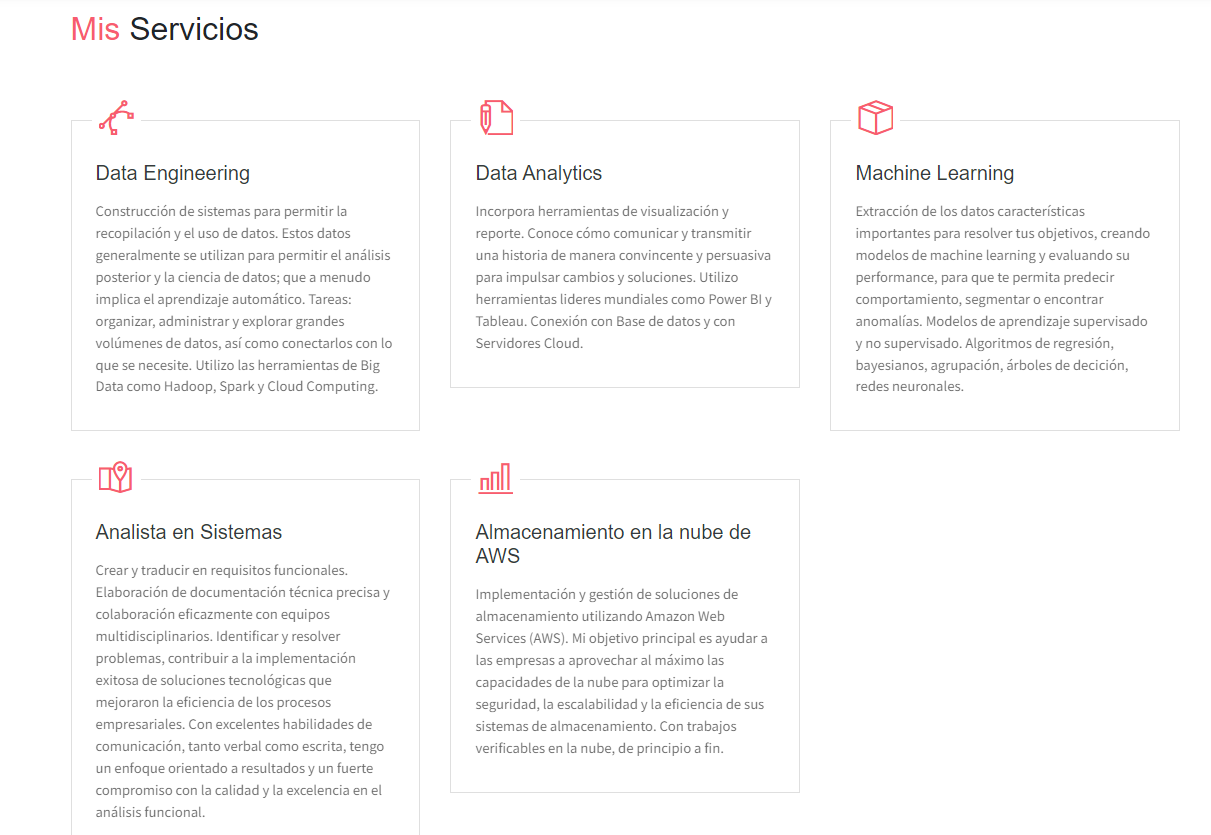 Mis Servicios
Data Engineering
Construcción de sistemas para permitir la
recopilación y el uso de datos. Estos datos
generalmente se utilizan para permitir el análisis
posterior y la ciencia de datos; que a menudo
implica el aprendizaje automático. Tareas:
organizar, administrar y explorar grandes
volúmenes de datos, así como conectarlos con lo
que se necesite. Utilizo las herramientas de Big
Data como Hadoop, Spark y Cloud Computing.
Data Analytics
Incorpora herramientas de visualización y
reporte. Conoce cómo comunicar y transmitir
una historia de manera convincente y persuasiva
para impulsar cambios y soluciones. Utilizo
herramientas lideres mundiales como Power BI y
Tableau. Conexión con Base de datos y con
Servidores Cloud.
Machine Learning
Extracción de los datos características
importantes para resolver tus objetivos, creando
modelos de machine learning y evaluando su
performance, para que te permita predecir
comportamiento, segmentar o encontrar
anomalías. Modelos de aprendizaje supervisado
y no supervisado. Algoritmos de regresión,
bayesianos, agrupación, árboles de decición,
redes neuronales.
Analista en Sistemas
Crear y traducir en requisitos funcionales.
Elaboración de documentación técnica precisa y
colaboración eficazmente con equipos
multidisciplinarios. Identificar y resolver
problemas, contribuir a la implementación
exitosa de soluciones tecnológicas que
mejoraron la eficiencia de los procesos
empresariales. Con excelentes habilidades de
comunicación, tanto verbal como escrita, tengo
un enfoque orientado a resultados y un fuerte
compromiso con la calidad y la excelencia en el
análisis funcional.
Almacenamiento en la nube de
AWS
Implementación y gestión de soluciones de
almacenamiento utilizando Amazon Web
Services (AWS). Mi objetivo principal es ayudar a
las empresas a aprovechar al máximo las
capacidades de la nube para optimizar la
seguridad, la escalabilidad y la eficiencia de sus
sistemas de almacenamiento. Con trabajos
verificables en la nube, de principio a fin.